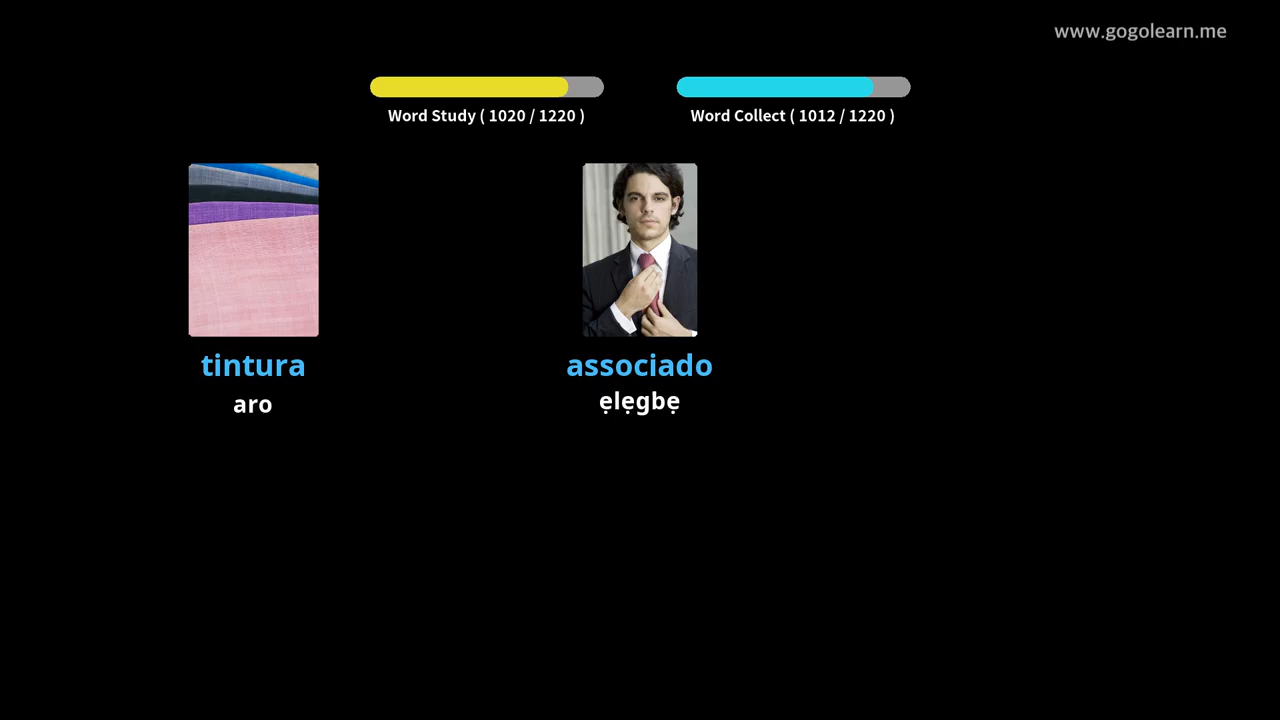 www.gogolearn.me
Word Study ( 1020 / 1220 )
Word Collect ( 1012 / 1220 )
tintura
aro
associado
ẹlẹgbẹ